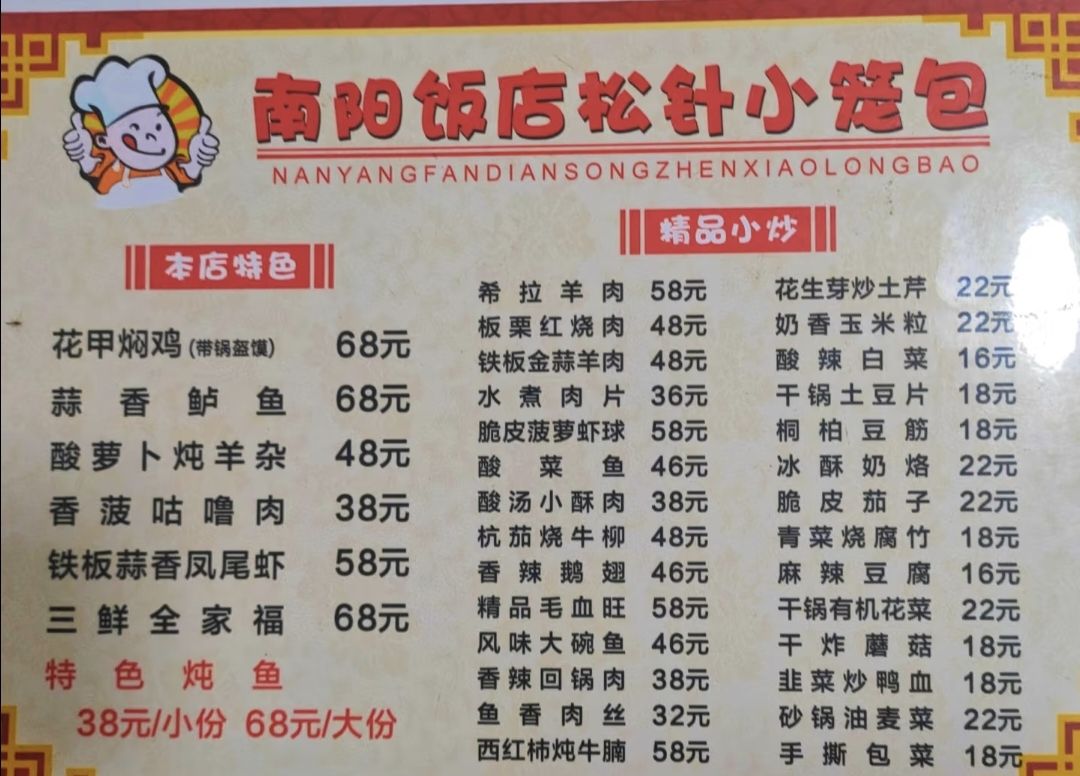 南阳饭店松针小笼包
NANYANGFANDIANSONGZHENXIAOLONGBAO
本店特色
花甲焖鸡(带锅盔馍) 68元
蒜香鲈鱼 68元
酸萝卜炖羊杂 48元
香菠咕噜肉 38元
铁板蒜香凤尾虾 58元
三鲜全家福 68元
特色炖鱼
38元/小份 68元/大份
精品小炒
希拉羊肉 58元
板栗红烧肉 48元
铁板金蒜羊肉 48元
水煮肉片 36元
脆皮菠萝虾球 58元
酸菜鱼 46元
酸汤小酥肉 38元
杭茄烧牛柳 48元
香辣鹅翅 46元
精品毛血旺 58元
风味大碗鱼 46元
香辣回锅肉 38元
鱼香肉丝 32元
西红柿炖牛腩 58元
花生芽炒土芹 22元
奶香玉米粒 22元
酸辣白菜 16元
干锅土豆片 18元
桐柏豆筋 18元
冰酥奶烙 22元
脆皮茄子 22元
青菜烧腐竹 18元
麻辣豆腐 16元
干锅有机花菜 22元
干炸蘑菇 18元
韭菜炒鸭血 18元
砂锅油麦菜 22元
手撕包菜 18元